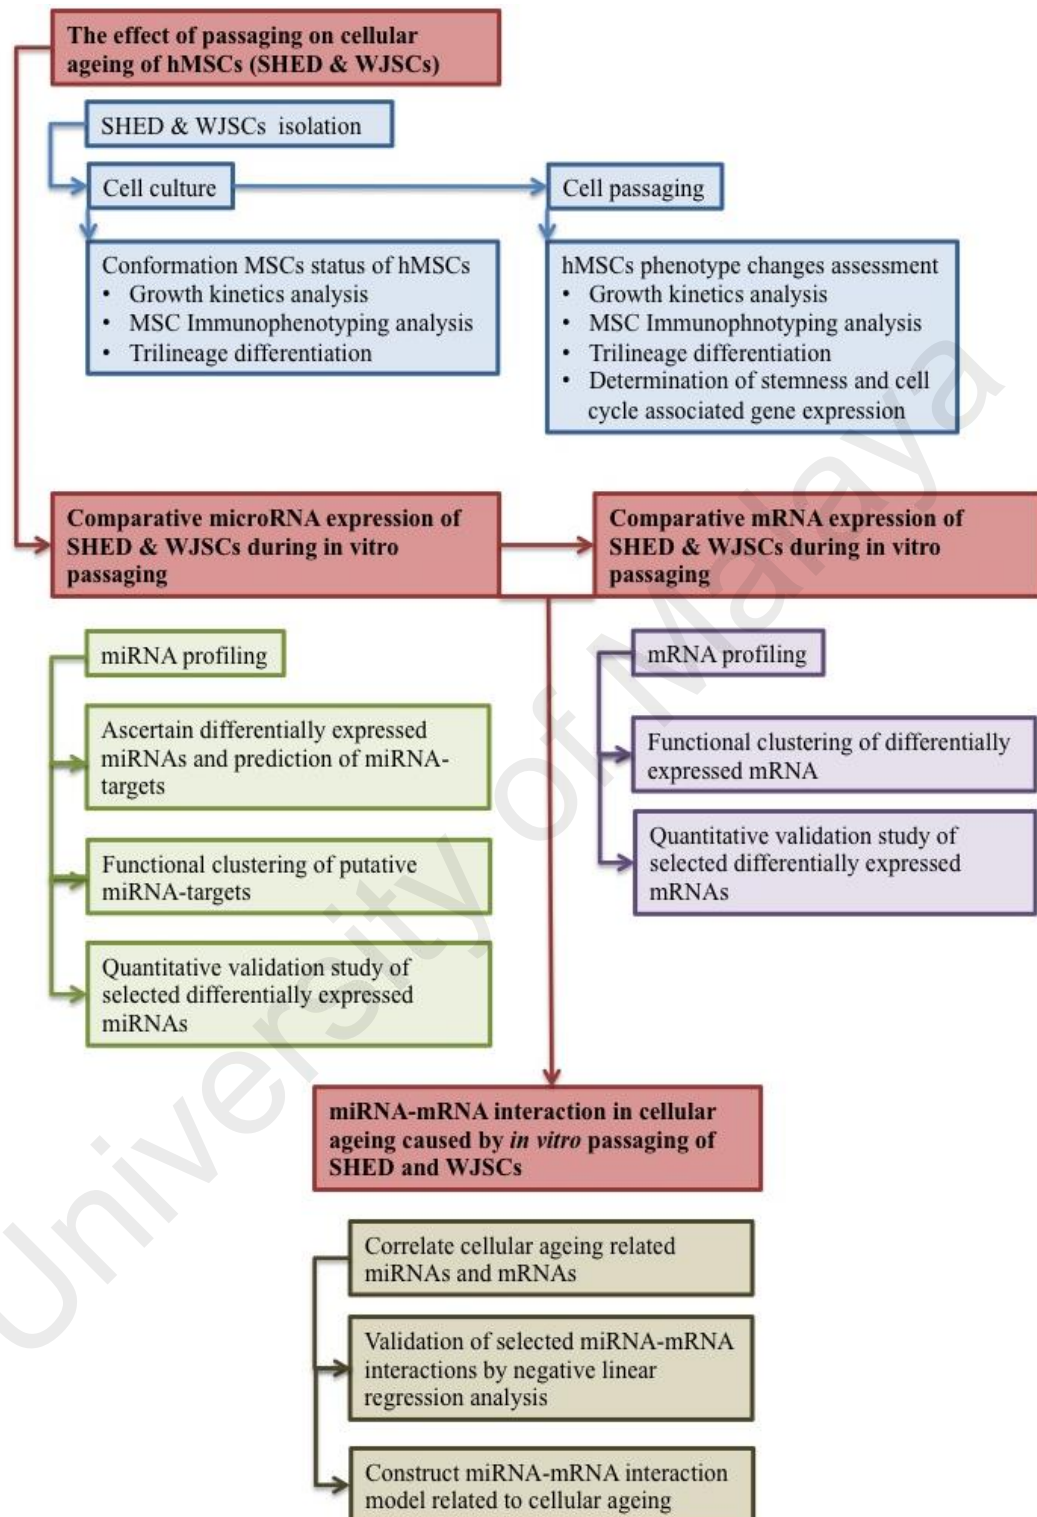 The effect of passaging on cellular
ageing of hMSCs (SHED & WJSCs)
SHED & WJSCs isolation
Cell culture
Cell passaging
Conformation MSCs status of hMSCs
• Growth kinetics analysis
• MSC Immunophenotyping analysis
• Trilineage differentiation
hMSCs phenotype changes assessment
• Growth kinetics analysis
• MSC Immunophnotyping analysis
• Trilineage differentiation
• Determination of stemness and cell
cycle associated gene expression
Comparative microRNA expression of
SHED & WJSCs during in vitro
passaging
Comparative mRNA expression of
SHED & WJSCs during in vitro
passaging
miRNA profiling
Ascertain differentially expressed
miRNAs and prediction of miRNA-
targets
Functional clustering of putative
miRNA-targets
Quantitative validation study of
selected differentially expressed
miRNAs
mRNA profiling
Functional clustering of differentially
expressed mRNA
Quantitative validation study of
selected differentially expressed
mRNAs
miRNA-mRNA interaction in cellular
ageing caused by in vitro passaging of
SHED and WJSCs
Correlate cellular ageing related
miRNAs and mRNAs
Validation of selected miRNA-mRNA
interactions by negative linear
regression analysis
Construct miRNA-mRNA interaction
model related to cellular ageing
University of Malaya